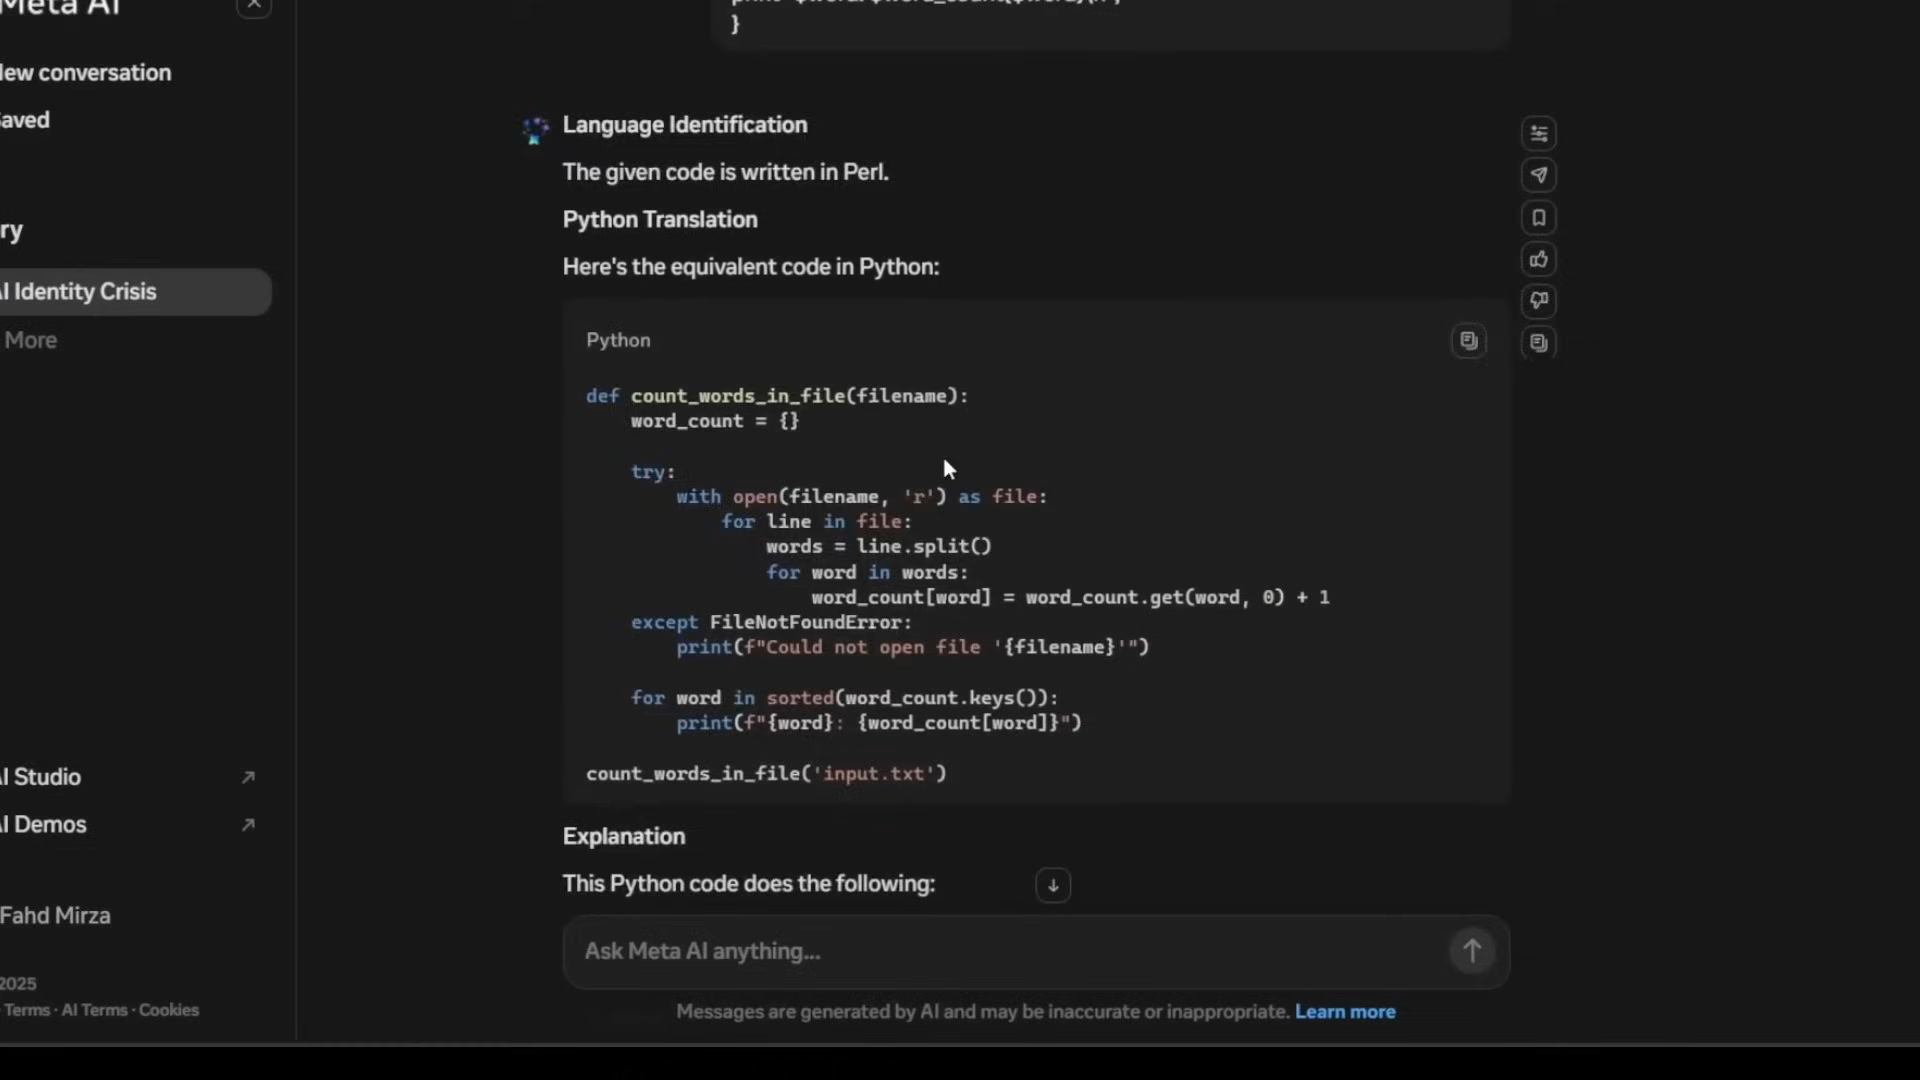 Meta AI
}
New conversation
Saved
Language Identification
The given code is written in Perl.
Python Translation
ry
Here's the equivalent code in Python:
AI Identity Crisis
More
Python
def count_words_in_file(filename):
    word_count = {}
    try:
        with open(filename, 'r') as file:
            for line in file:
                words = line.split()
                for word in words:
                    word_count[word] = word_count.get(word, 0) + 1
    except FileNotFoundError:
        print(f"Could not open file '{filename}'")
    for word in sorted(word_count.keys()):
        print(f"{word}: {word_count[word]}")
count_words_in_file('input.txt')
AI Studio
AI Demos
Explanation
This Python code does the following:
Fahd Mirza
Ask Meta AI anything...
2025
Terms · AI Terms · Cookies
Messages are generated by AI and may be inaccurate or inappropriate. Learn more